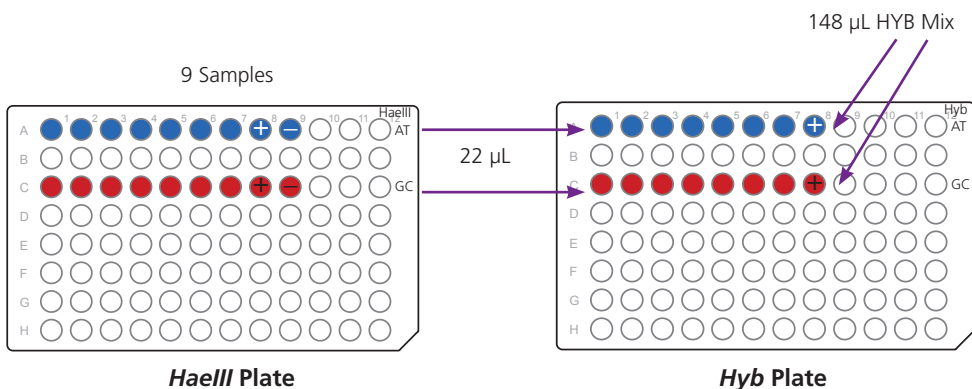 148 µL HYB Mix
9 Samples
HaeIII
1 2 3 4 5 6 7 8 9 10 11 12
A + – AT
B
C + – GC
D
E
F
G
H
HaeIII Plate
22 µL
Hyb
1 2 3 4 5 6 7 8 9 10 11 12
A + AT
B
C + GC
D
E
F
G
H
Hyb Plate